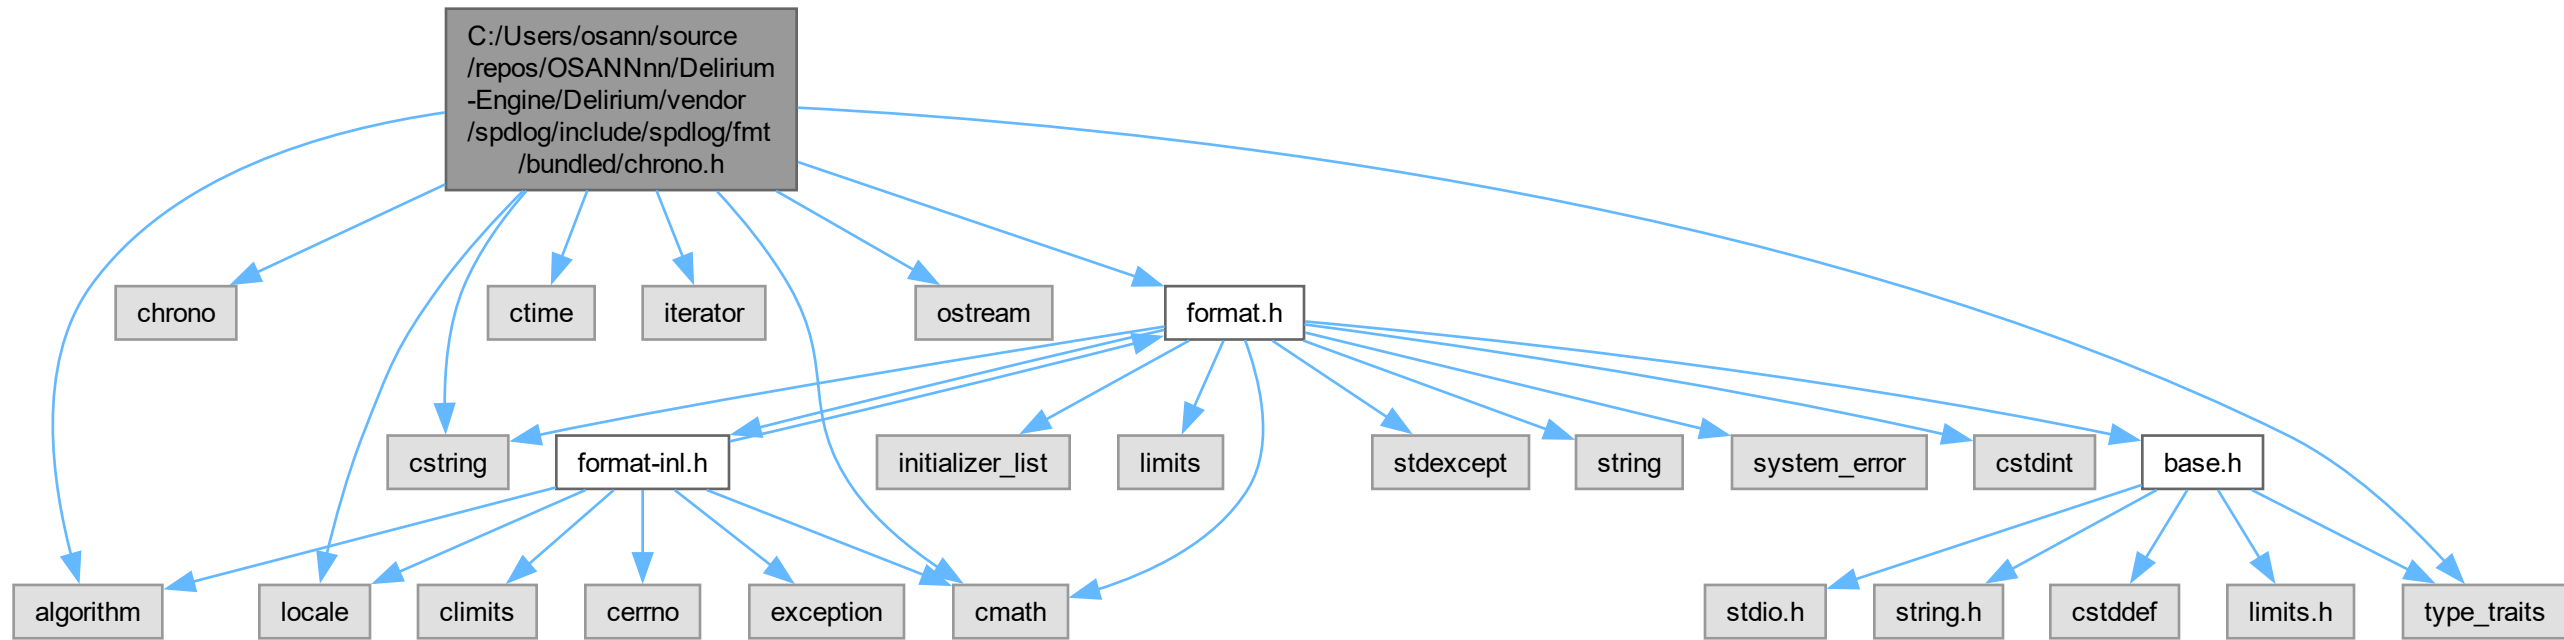 C:/Users/osann/source
/repos/OSANNnn/Delirium
-Engine/Delirium/vendor
/spdlog/include/spdlog/fmt
/bundled/chrono.h
chrono
ctime
iterator
ostream
format.h
cstring
format-inl.h
initializer_list
limits
stdexcept
string
system_error
cstdint
base.h
algorithm
locale
climits
cerrno
exception
cmath
stdio.h
string.h
cstddef
limits.h
type_traits